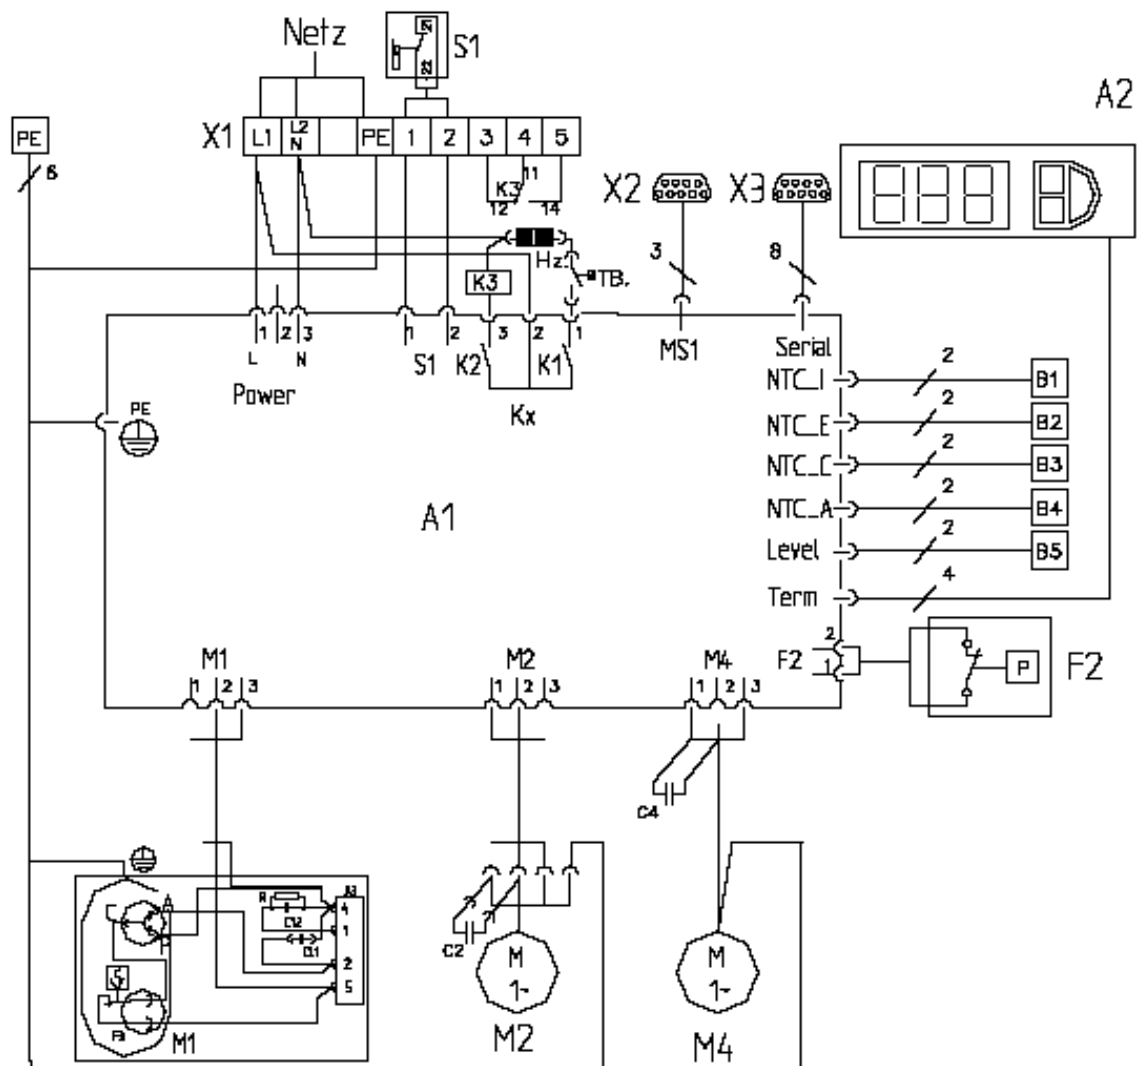 Netz
S1
A2
PE
6
X1
L1
L2
N
PE
1
2
3
4
5
11
K3
12
14
X2
X3
Hz.
TB.
K3
3
8
1
2
3
1
2
3
2
1
L
N
S1
K2
K1
MS1
Serial
Power
Kx
PE
A1
NTC_I
2
B1
NTC_E
2
B2
NTC_C
2
B3
NTC_A
2
B4
Level
2
B5
Term
4
F2
2
1
P
F2
M1
1
2
3
M2
1
2
3
M4
1
2
3
C4
R
C12
C11
4
1
2
5
M1
C2
M
1~
M2
M
1~
M4